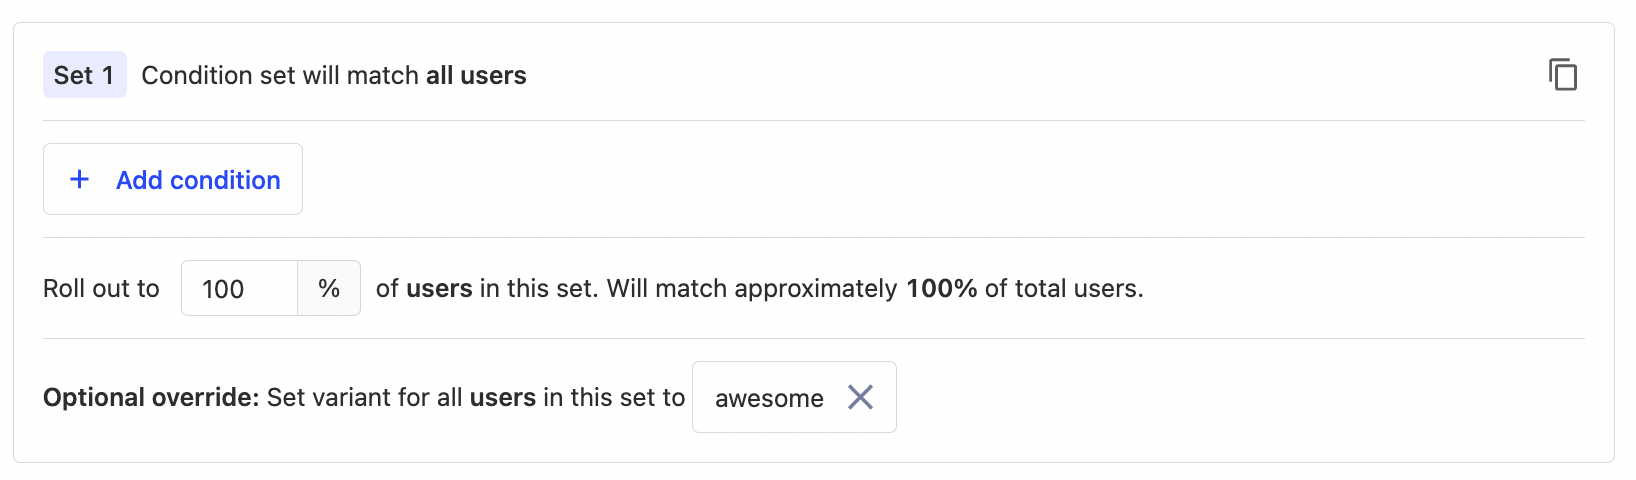 Set 1 Condition set will match all users
+ Add condition
Roll out to 100 % of users in this set. Will match approximately 100% of total users.
Optional override: Set variant for all users in this set to awesome